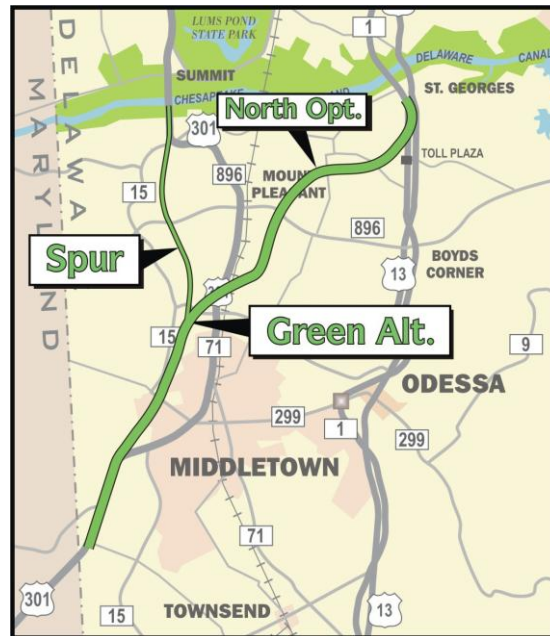 LUMS POND
STATE PARK
1
DELAWARE
CANAL
SUMMIT
CHESAPEAKE
ST. GEORGES
301
North Opt.
TOLL PLAZA
896
MOUNT
PLEASANT
15
896
DELAWA
MARYLAND
BOYDS
CORNER
Spur
13
Green Alt.
15
71
9
ODESSA
299
1
299
MIDDLETOWN
71
301
15
TOWNSEND
13